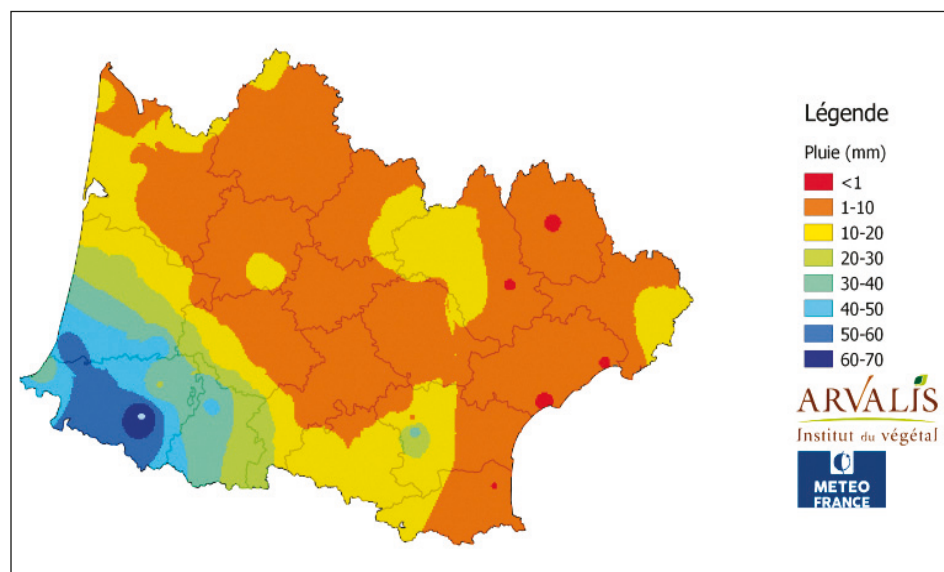 Légende
Pluie (mm)
<1
1-10
10-20
20-30
30-40
40-50
50-60
60-70
ARVALIS
Institut du végétal
METEO
FRANCE